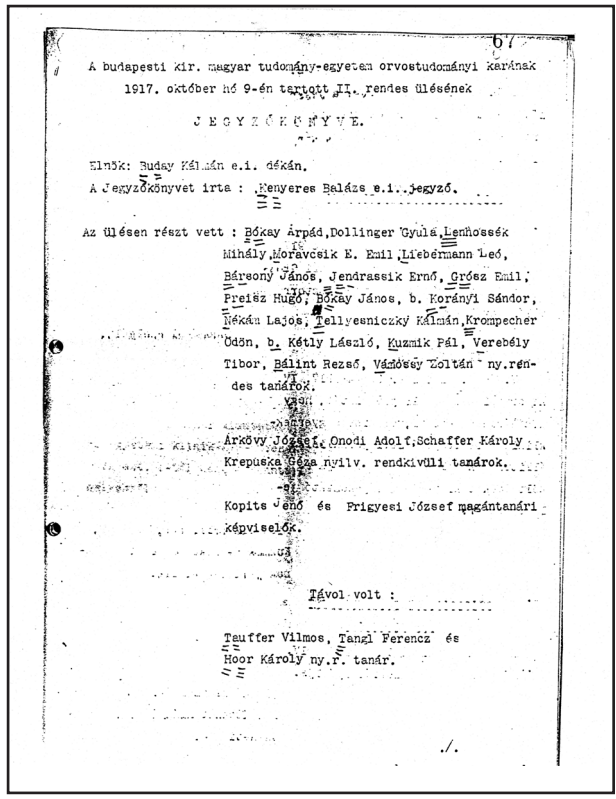 67
A budapesti kir. magyar tudomány-egyetem orvostudományi karának
1917. október hó 9-én tartott II. rendes ülésének
JEGYZŐKÖNYVE.
Elnök: Buday Kálmán e.i. dékán.
A Jegyzőkönyvet irta : Kenyeres Balázs e.i. jegyző.
Az ülésen részt vett : Bókay Árpád, Dollinger Gyula, Lenhossék
Mihály, Moravcsik E. Emil, Liebermann Leó,
Bársony János, Jendrassik Ernő, Grósz Emil,
Preisz Hugó, Bókay János, b. Korányi Sándor,
Nékám Lajos, Tellyesniczky Kálmán, Krompecher
Ödön, b. Kétly László, Kuzmik Pál, Verebély
Tibor, Bálint Rezső, Vámossy Zoltán ny.ren-
des tanárok.
Árkövy József, Onodi Adolf, Schaffer Károly
Krepuska Géza nyilv. rendkivüli tanárok.
Kopits Jenő és Frigyesi József magántanári
képviselők.
Távol volt :
Tauffer Vilmos, Tangl Ferencz és
Hoor Károly ny.r. tanár.
./.